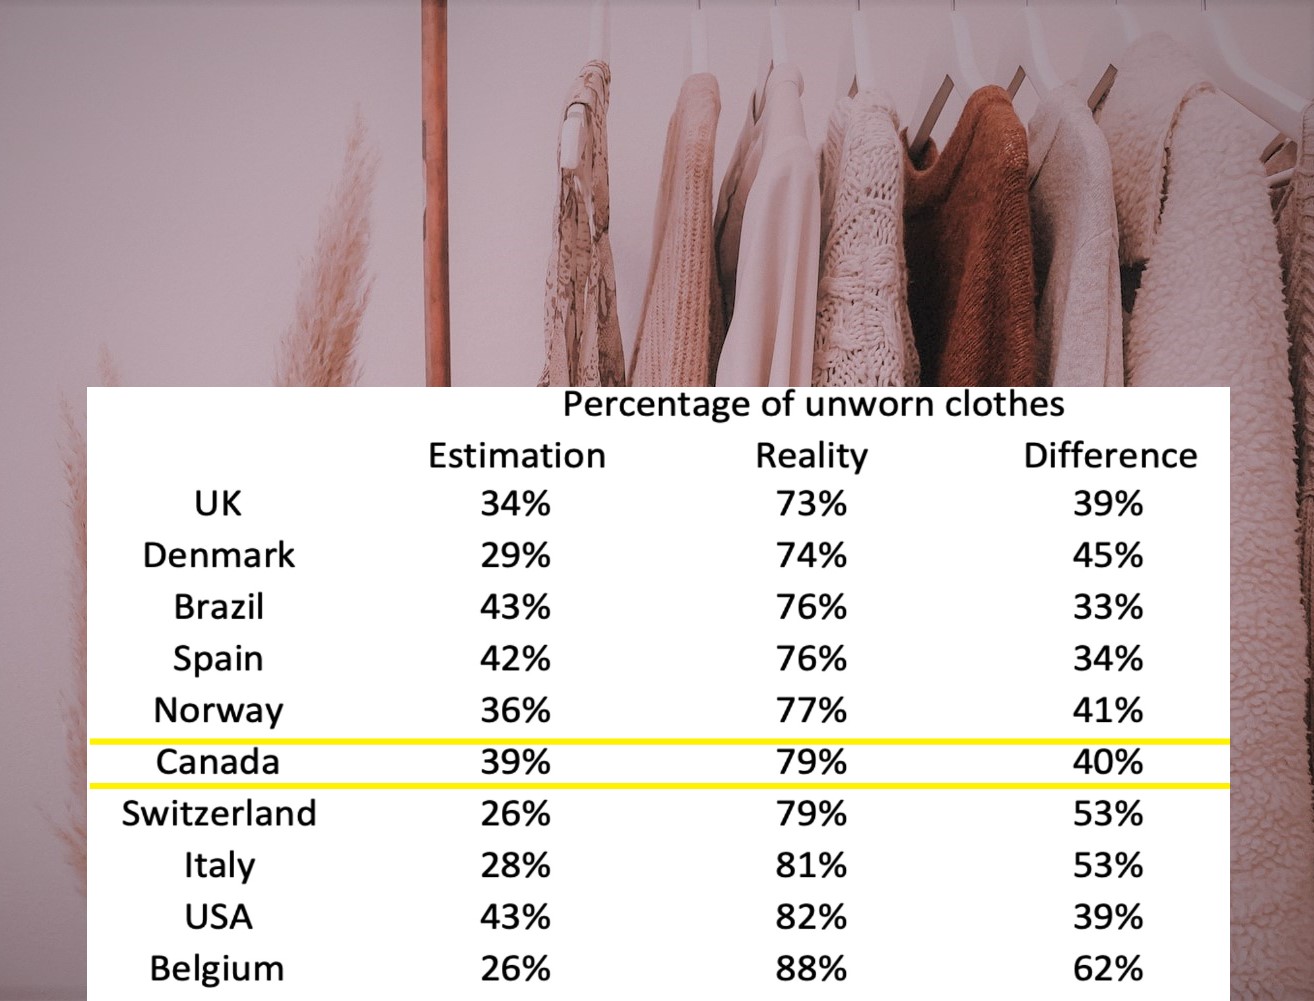 Percentage of unworn clothes
Estimation Reality Difference
UK 34% 73% 39%
Denmark 29% 74% 45%
Brazil 43% 76% 33%
Spain 42% 76% 34%
Norway 36% 77% 41%
Canada 39% 79% 40%
Switzerland 26% 79% 53%
Italy 28% 81% 53%
USA 43% 82% 39%
Belgium 26% 88% 62%